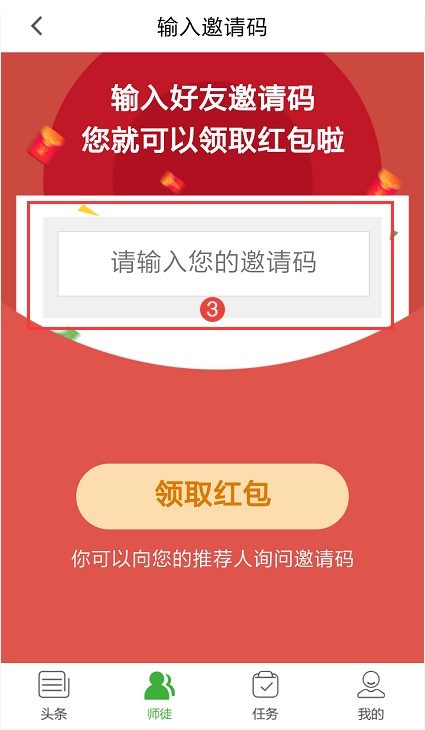 输入邀请码
输入好友邀请码
您就可以领取红包啦
请输入您的邀请码
3
领取红包
你可以向您的推荐人询问邀请码
头条
师徒
任务
我的